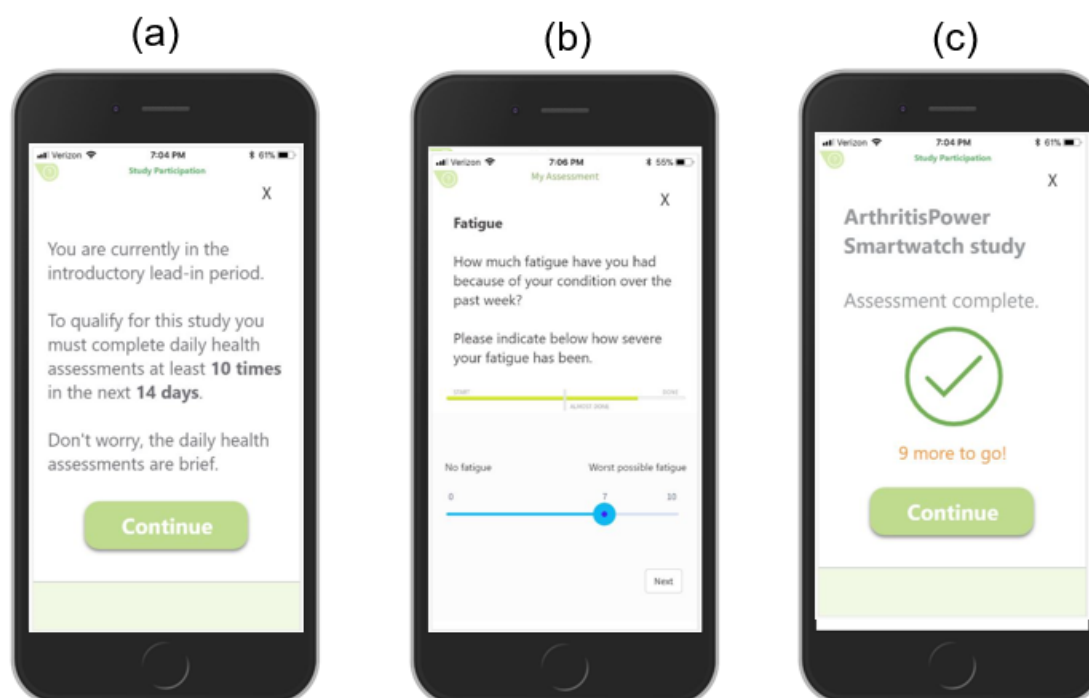 (a)
Verizon 7:04 PM 61%
Study Participation
X
You are currently in the
introductory lead-in period.
To qualify for this study you
must complete daily health
assessments at least 10 times
in the next 14 days.
Don't worry, the daily health
assessments are brief.
Continue
(b)
Verizon 7:06 PM 55%
My Assessment
X
Fatigue
How much fatigue have you had
because of your condition over the
past week?
Please indicate below how severe
your fatigue has been.
START DONE
ALMOST DONE
No fatigue Worst possible fatigue
0 7 10
Next
(c)
Verizon 7:04 PM 61%
Study Participation
X
ArthritisPower
Smartwatch study
Assessment complete.
9 more to go!
Continue